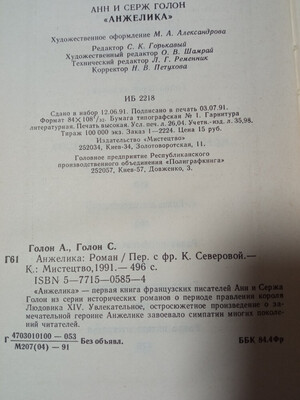 АНН И СЕРЖ ГОЛОН
«АНЖЕЛИКА»
Художественное оформление М. А. Александрова
Редактор С. К. Горькавый
Художественный редактор О. В. Шамрай
Технический редактор Л. Г. Ременник
Корректор Н. В. Петухова
ИБ 2218
Сдано в набор 12.06.91. Подписано в печать 03.07.91.
Формат 84×108¹/₃₂. Бумага типографская № 1. Гарнитура
литературная. Печать высокая. Усл. печ. л. 26,04. Учетн.-изд. л. 35,98.
Тираж 100 000 экз. Заказ 1—2224. Цена 15 руб.
Издательство «Мистецтво»
252034, Киев-34, Золотоворотская, 11.
Головное предприятие Республиканского
производственного объединения «Полиграфкнига»
252057, Киев-57, Довженко, 3.
Голон А., Голон С.
Г61 Анжелика: Роман / Пер. с фр. К. Северовой.—
К.: Мистецтво, 1991.— 496 с.
ISBN 5—7715—0585—4
«Анжелика» — первая книга французских писателей Анн и Сержа
Голон из серии исторических романов о периоде правления короля
Людовика XIV. Увлекательное, остросюжетное произведение о за-
мечательной героине Анжелике завоевало симпатии многих поколе-
ний читателей.
Г 4703010100 — 053 Без объявл. ББК 84.4Фр
М207(04) — 91